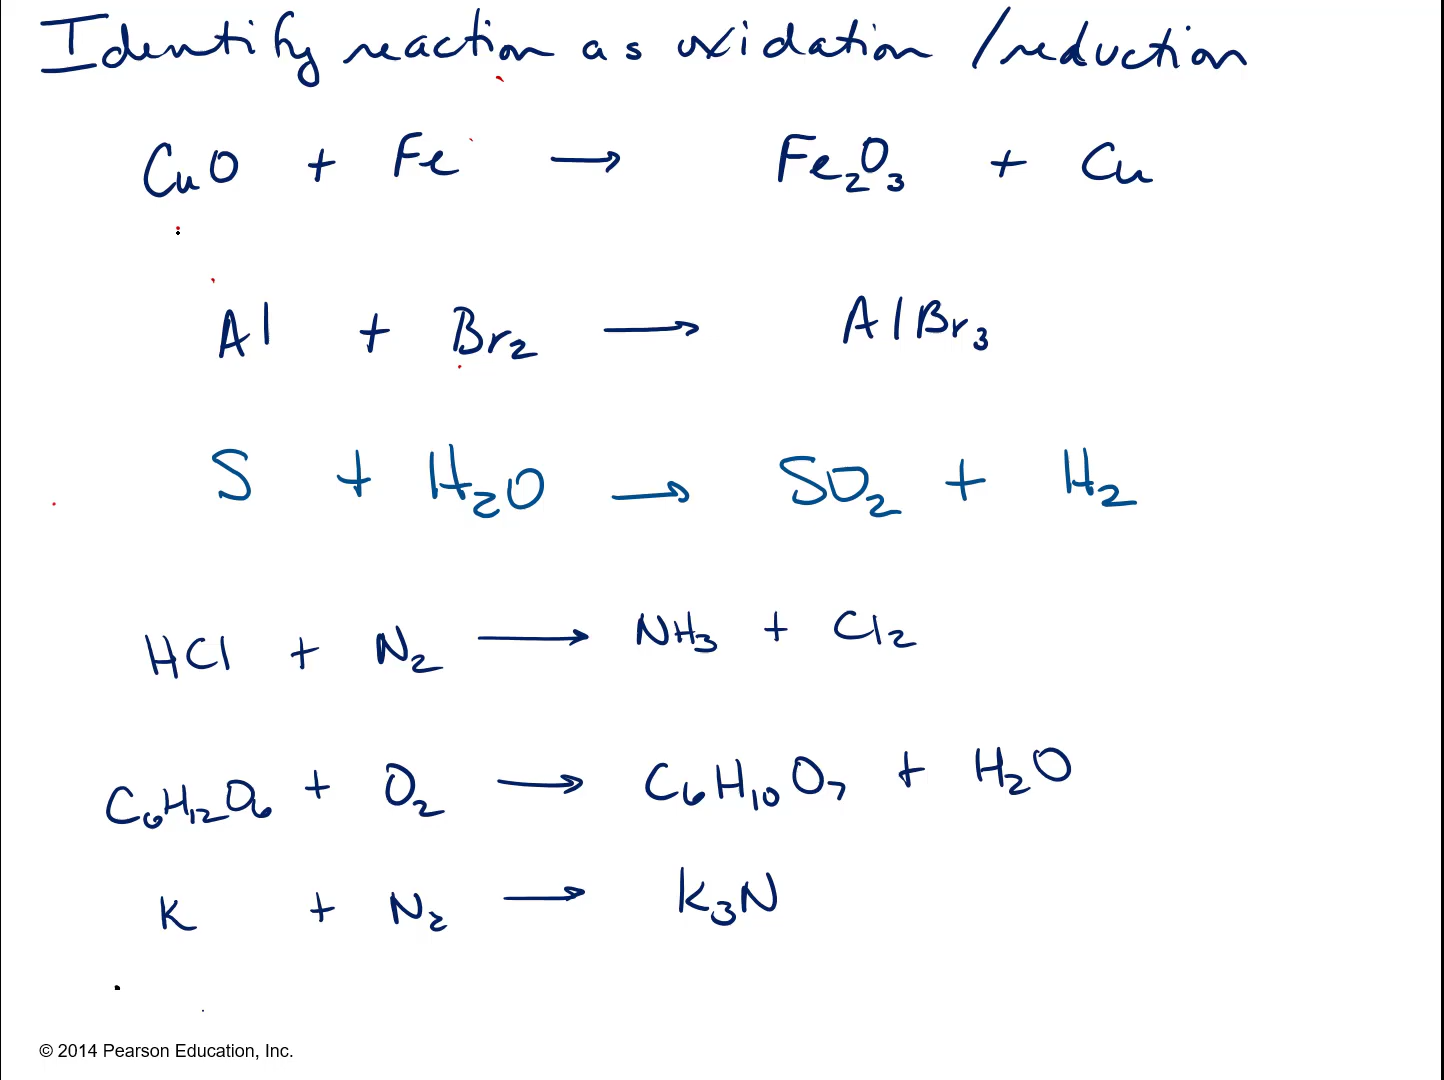 Identify reaction as oxidation /reduction
CuO + Fe → Fe₂O₃ + Cu
Al + Br₂ → AlBr₃
S + H₂O → SO₂ + H₂
HCl + N₂ → NH₃ + Cl₂
C₆H₁₂O₆ + O₂ → C₆H₁₀O₇ + H₂O
K + N₂ → K₃N
© 2014 Pearson Education, Inc.